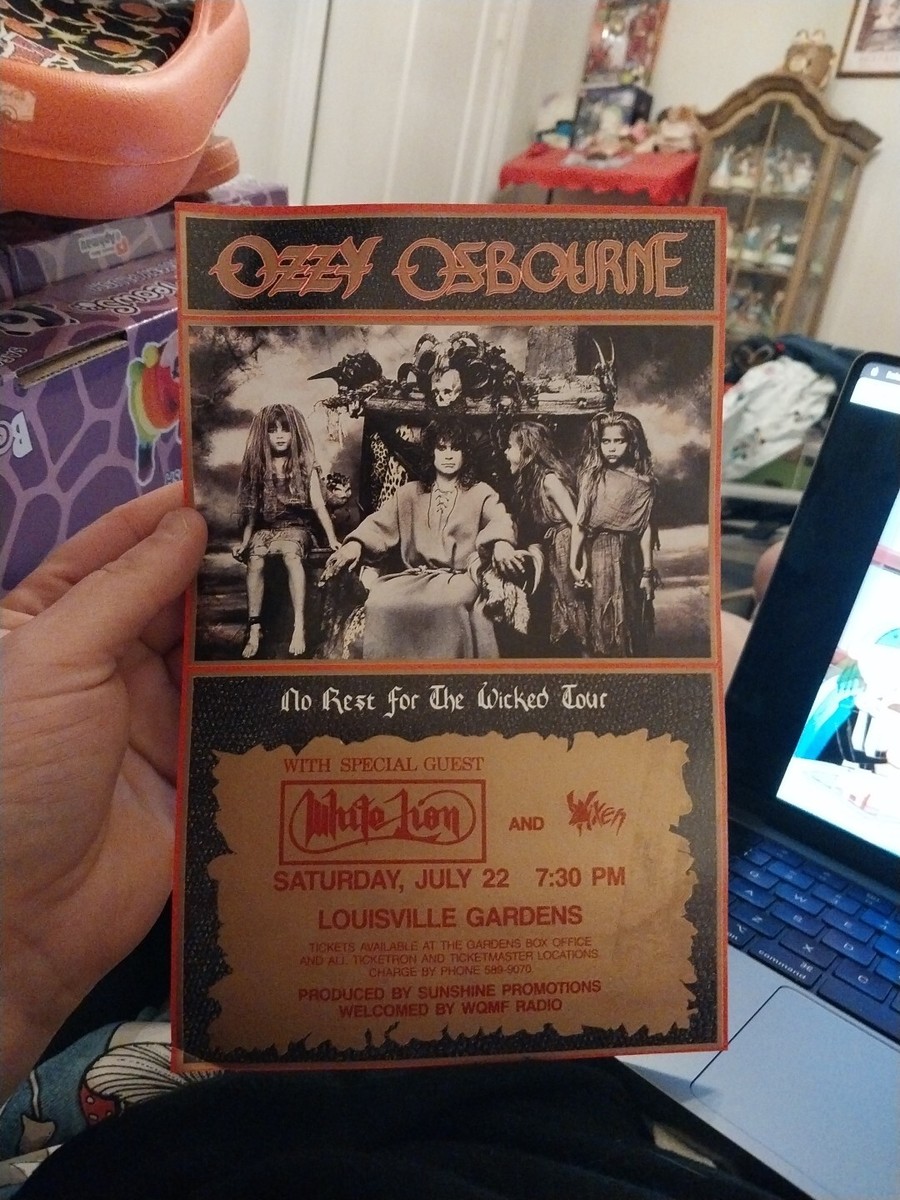 OZZY OSBOURNE
No Rest for The Wicked Tour
WITH SPECIAL GUEST
White Lion AND Vixen
SATURDAY, JULY 22 7:30 PM
LOUISVILLE GARDENS
TICKETS AVAILABLE AT THE GARDENS BOX OFFICE
AND ALL TICKETRON AND TICKETMASTER LOCATIONS
CHARGE BY PHONE 589-9070
PRODUCED BY SUNSHINE PROMOTIONS
WELCOMED BY WQMF RADIO
command